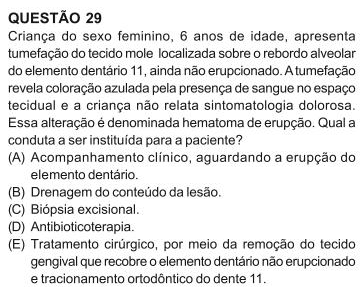 QUESTÃO 29
Criança do sexo feminino, 6 anos de idade, apresenta
tumefação do tecido mole localizada sobre o rebordo alveolar
do elemento dentário 11, ainda não erupcionado. A tumefação
revela coloração azulada pela presença de sangue no espaço
tecidual e a criança não relata sintomatologia dolorosa.
Essa alteração é denominada hematoma de erupção. Qual a
conduta a ser instituída para a paciente?
(A) Acompanhamento clínico, aguardando a erupção do
elemento dentário.
(B) Drenagem do conteúdo da lesão.
(C) Biópsia excisional.
(D) Antibioticoterapia.
(E) Tratamento cirúrgico, por meio da remoção do tecido
gengival que recobre o elemento dentário não erupcionado
e tracionamento ortodôntico do dente 11.